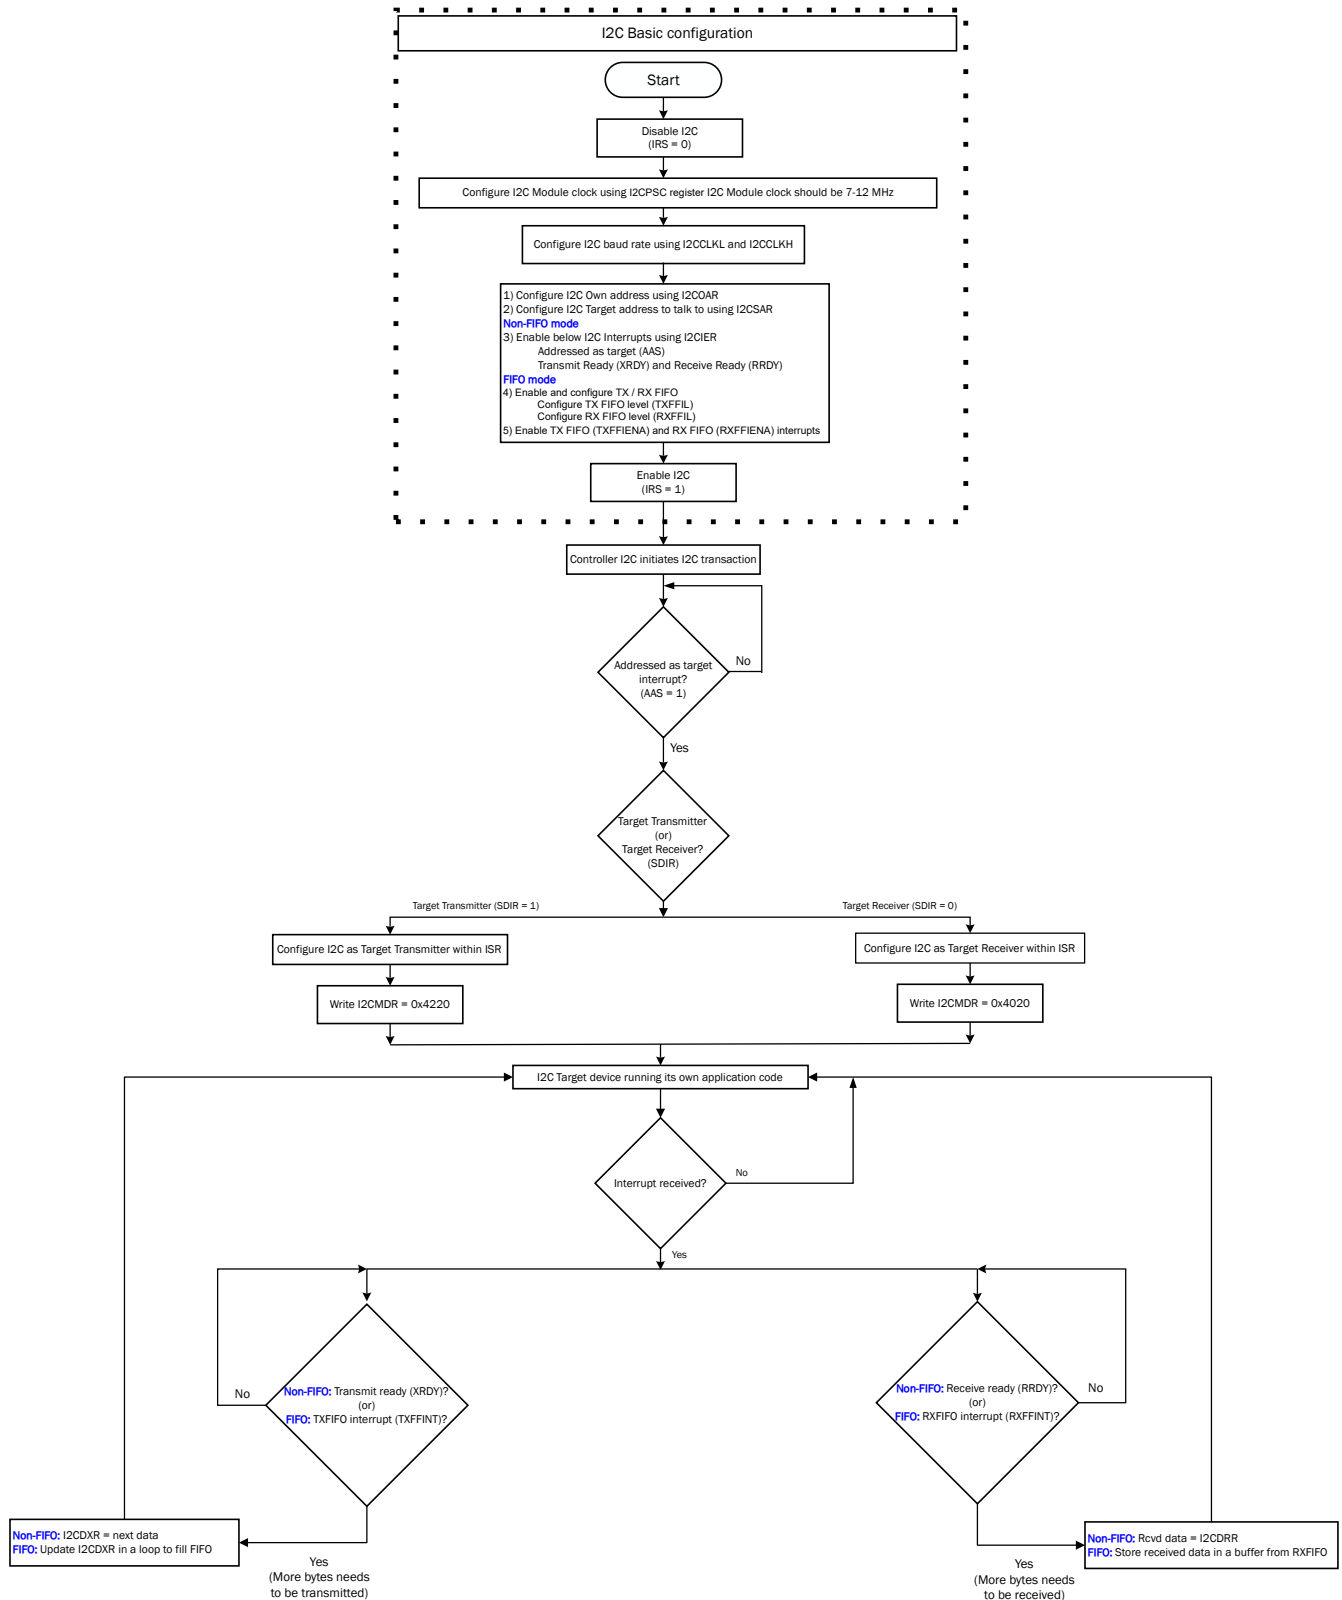 I2C Basic configuration
Start
Disable I2C
(IRS = 0)
Configure I2C Module clock using I2CPSC register I2C Module clock should be 7-12 MHz
Configure I2C baud rate using I2CCLKL and I2CCLKH
1) Configure I2C Own address using I2COAR
2) Configure I2C Target address to talk to using I2CSAR
Non-FIFO mode
3) Enable below I2C Interrupts using I2CIER
Addressed as target (AAS)
Transmit Ready (XRDY) and Receive Ready (RRDY)
FIFO mode
4) Enable and configure TX / RX FIFO
Configure TX FIFO level (TXFFIL)
Configure RX FIFO level (RXFFIL)
5) Enable TX FIFO (TXFFIENA) and RX FIFO (RXFFIENA) interrupts
Enable I2C
(IRS = 1)
Controller I2C initiates I2C transaction
Addressed as target
interrupt?
(AAS = 1)
No
Yes
Target Transmitter
(or)
Target Receiver?
(SDIR)
Target Transmitter (SDIR = 1)
Target Receiver (SDIR = 0)
Configure I2C as Target Transmitter within ISR
Configure I2C as Target Receiver within ISR
Write I2CMDR = 0x4220
Write I2CMDR = 0x4020
I2C Target device running its own application code
Interrupt received?
No
Yes
Non-FIFO: Transmit ready (XRDY)?
(or)
FIFO: TXFIFO interrupt (TXFFINT)?
No
Non-FIFO: Receive ready (RRDY)?
(or)
FIFO: RXFIFO interrupt (RXFFINT)?
No
Non-FIFO: I2CDXR = next data
FIFO: Update I2CDXR in a loop to fill FIFO
Yes
(More bytes needs
to be transmitted)
Non-FIFO: Rcvd data = I2CDRR
FIFO: Store received data in a buffer from RXFIFO
Yes
(More bytes needs
to be received)